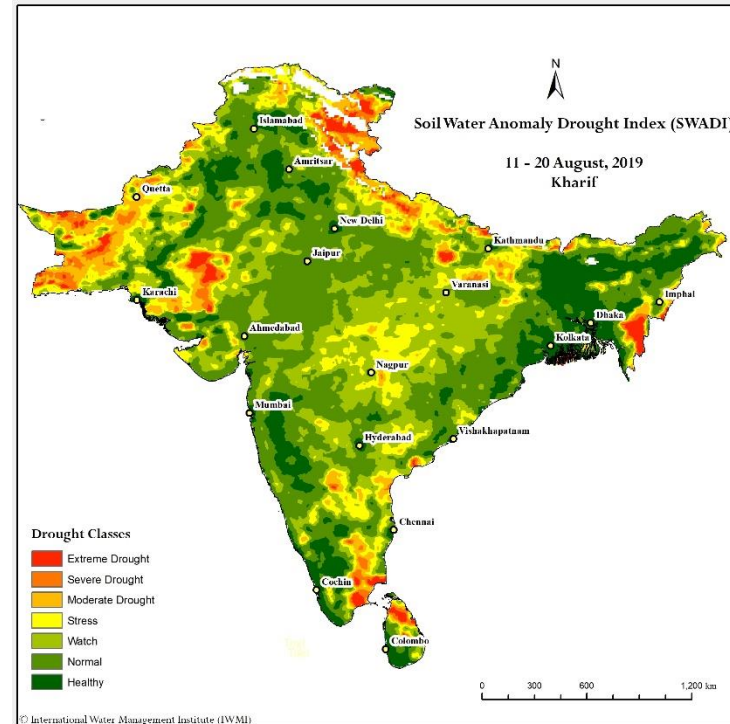 N
Soil Water Anomaly Drought Index (SWADI)
11 - 20 August, 2019
Kharif
Islamabad
Amritsar
Quetta
New Delhi
Kathmandu
Jaipur
Varanasi
Imphal
Karachi
Dhaka
Ahmedabad
Kolkata
Nagpur
Mumbai
Vishakhapatnam
Hyderabad
Chennai
Cochin
Colombo
Drought Classes
Extreme Drought
Severe Drought
Moderate Drought
Stress
Watch
Normal
Healthy
0 300 600 1,200 km
© International Water Management Institute (IWMI)